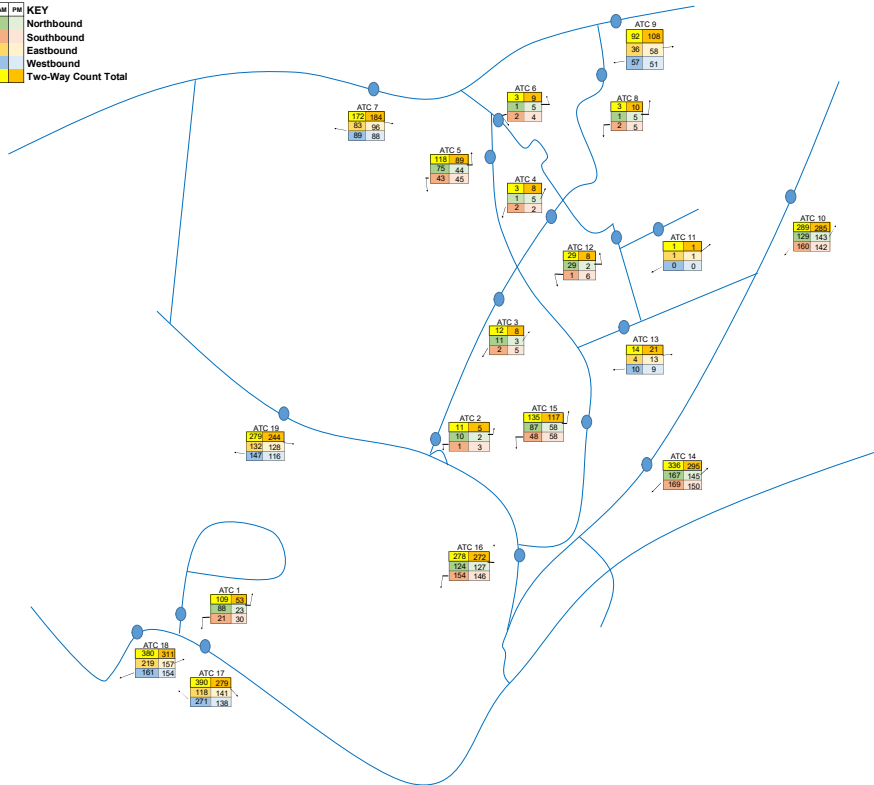 AM PM KEY
Northbound
Southbound
Eastbound
Westbound
Two-Way Count Total
ATC 9
92 108
36 58
57 51
ATC 6
3 9
1 5
2 4
ATC 8
3 10
1 5
2 5
ATC 7
172 184
83 96
89 88
ATC 5
118 89
75 44
43 45
ATC 4
3 8
1 5
2 2
ATC 10
289 285
129 143
160 142
ATC 11
1 1
1 1
0 0
ATC 12
29 8
29 2
1 6
ATC 3
12 8
11 3
2 5
ATC 13
14 21
4 13
10 9
ATC 15
135 117
87 58
48 58
ATC 2
11 5
10 2
1 3
ATC 19
279 244
132 128
147 116
ATC 14
336 295
167 145
169 150
ATC 16
278 272
124 127
154 146
ATC 1
109 53
88 23
21 30
ATC 18
380 311
219 157
161 154
ATC 17
390 279
118 141
271 138